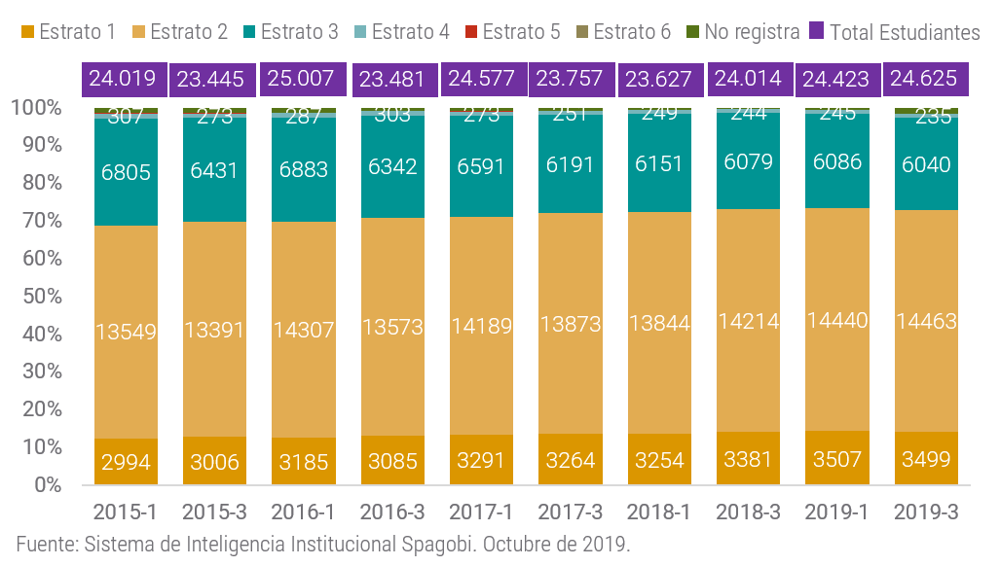 Estrato 1 Estrato 2 Estrato 3 Estrato 4 Estrato 5 Estrato 6 No registra Total Estudiantes
24.019 23.445 25.007 23.481 24.577 23.757 23.627 24.014 24.423 24.625
100% 307 273 287 303 273 251 249 244 245 235
90%
6805 6431 6883 6342 6591 6191 6151 6079 6086 6040
80%
70%
60%
50%
40% 13549 13391 14307 13573 14189 13873 13844 14214 14440 14463
30%
20%
10%
2994 3006 3185 3085 3291 3264 3254 3381 3507 3499
0%
2015-1 2015-3 2016-1 2016-3 2017-1 2017-3 2018-1 2018-3 2019-1 2019-3
Fuente: Sistema de Inteligencia Institucional Spagobi. Octubre de 2019.